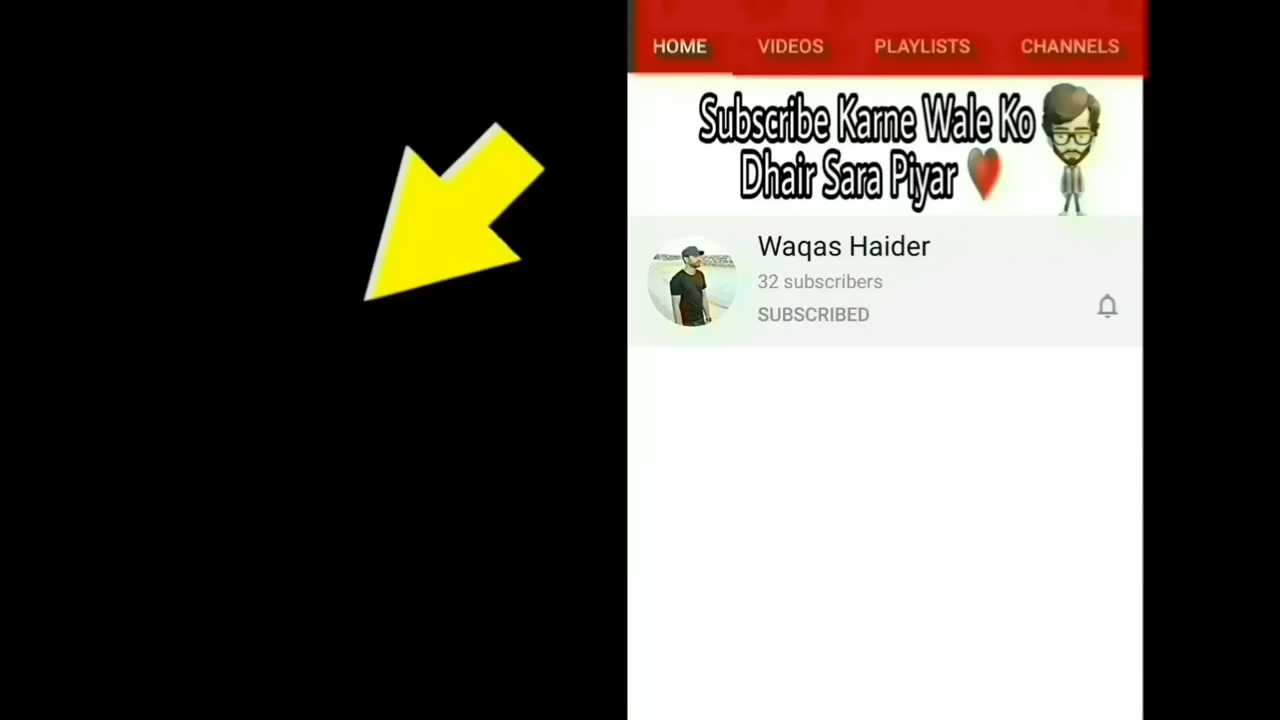 HOME VIDEOS PLAYLISTS CHANNELS
Subscribe Karne Wale Ko
Dhair Sara Piyar
Waqas Haider
32 subscribers
SUBSCRIBED